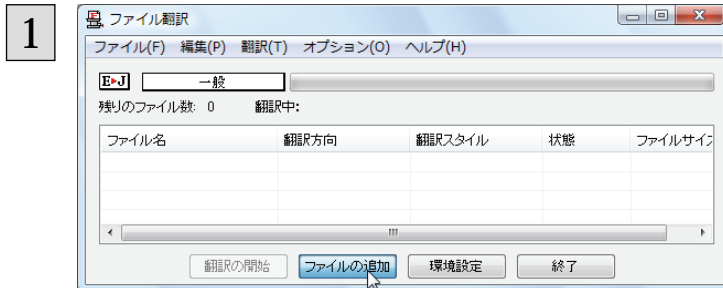 1
ファイル翻訳
ファイル(F) 編集(P) 翻訳(T) オプション(O) ヘルプ(H)
E▸J 一般
残りのファイル数: 0 翻訳中:
ファイル名 翻訳方向 翻訳スタイル 状態 ファイルサイズ
翻訳の開始 ファイルの追加 環境設定 終了